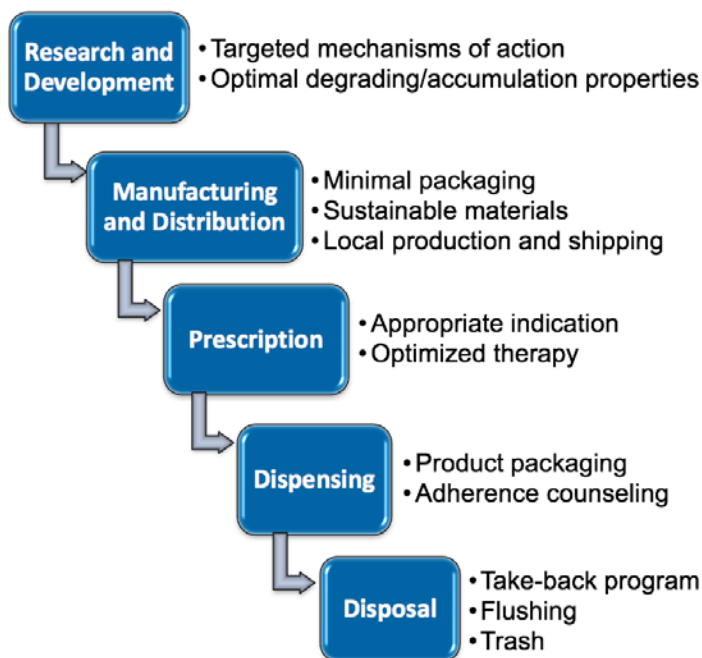 Research and
Development
• Targeted mechanisms of action
• Optimal degrading/accumulation properties
Manufacturing
and Distribution
• Minimal packaging
• Sustainable materials
• Local production and shipping
Prescription
• Appropriate indication
• Optimized therapy
Dispensing
• Product packaging
• Adherence counseling
Disposal
• Take-back program
• Flushing
• Trash